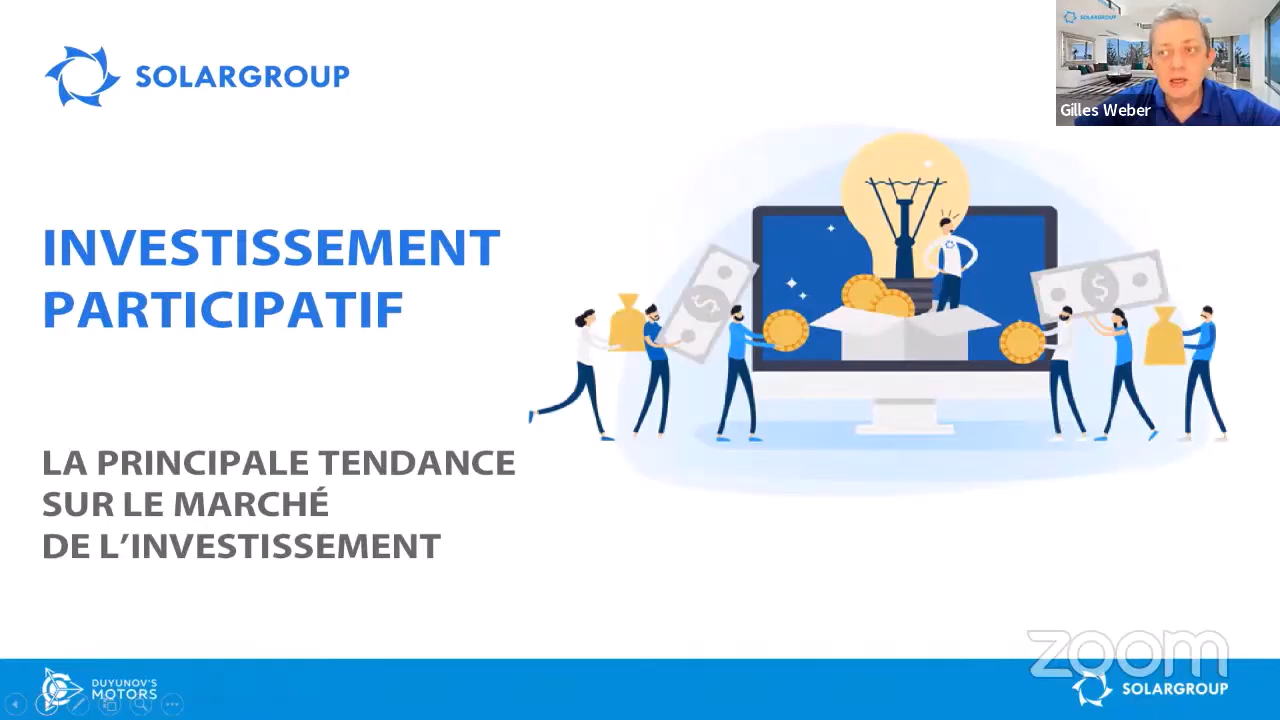 SOLARGROUP
SOLARGROUP
Gilles Weber
INVESTISSEMENT
PARTICIPATIF
$
$
LA PRINCIPALE TENDANCE
SUR LE MARCHÉ
DE L’INVESTISSEMENT
zoom
DUYUNOV'S
MOTORS
SOLARGROUP